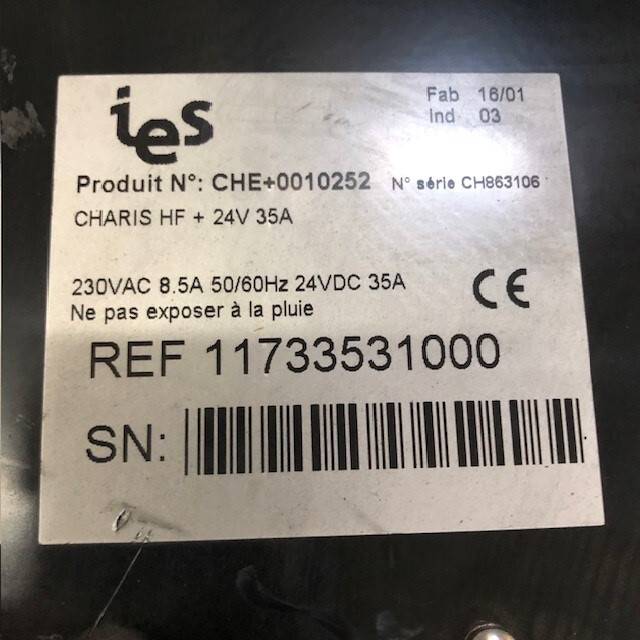 ies
Fab 16/01
Ind 03
Produit N°: CHE+0010252 N° série CH863106
CHARIS HF + 24V 35A
230VAC 8.5A 50/60Hz 24VDC 35A
CE
Ne pas exposer à la pluie
REF 11733531000
SN: